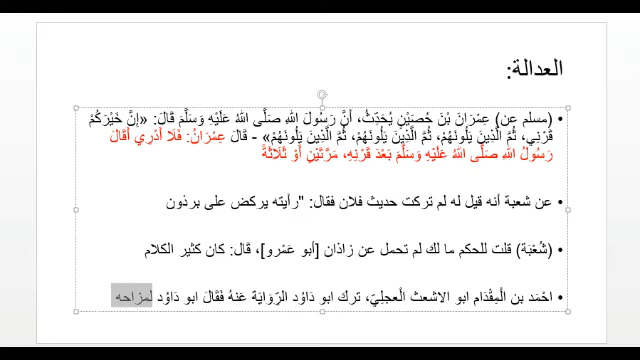 العدالة:
(مسلم عن) عِمْرَانَ بْنَ حُصَيْنٍ يُحَدِّثُ، أَنَّ رَسُولَ اللهِ صَلَّى اللهُ عَلَيْهِ وَسَلَّمَ قَالَ: «إِنَّ خَيْرَكُمْ
قَرْنِي، ثُمَّ الَّذِينَ يَلُونَهُمْ، ثُمَّ الَّذِينَ يَلُونَهُمْ، ثُمَّ الَّذِينَ يَلُونَهُمْ» - قَالَ عِمْرَانُ: فَلَا أَدْرِي أَقَالَ
رَسُولُ اللهِ صَلَّى اللهُ عَلَيْهِ وَسَلَّمَ بَعْدَ قَرْنِهِ، مَرَّتَيْنِ أَوْ ثَلَاثَةً
عن شعبة أنه قيل له لم تركت حديث فلان فقال: "رأيته يركض على برذون
(شُعْبَة) قلت للحكم ما لك لم تحمل عن زاذان [أبو عَمْرو]، قال: كان كثير الكلام
احْمَد بن الْمِقْدَام ابو الاشعث الْعجلِيّ، ترك ابو دَاوُد الرِّوَايَة عَنهُ فَقَالَ ابو دَاوُد لمزاحه